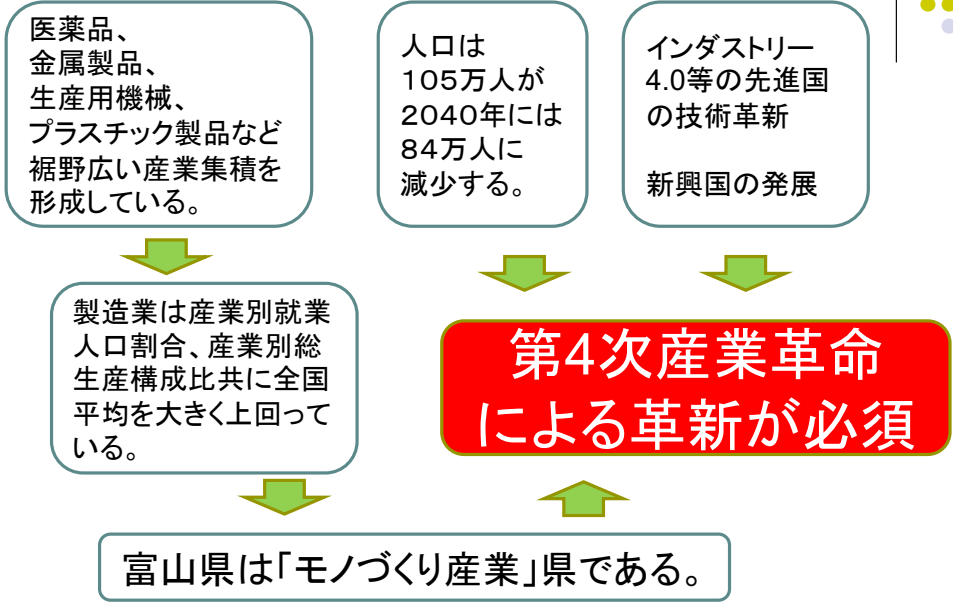 医薬品、
金属製品、
生産用機械、
プラスチック製品など
裾野広い産業集積を
形成している。
人口は
１０５万人が
２０４０年には
８４万人に
減少する。
インダストリー
4.0等の先進国
の技術革新
新興国の発展
製造業は産業別就業
人口割合、産業別総
生産構成比共に全国
平均を大きく上回って
いる。
第4次産業革命
による革新が必須
富山県は｢モノづくり産業｣県である。